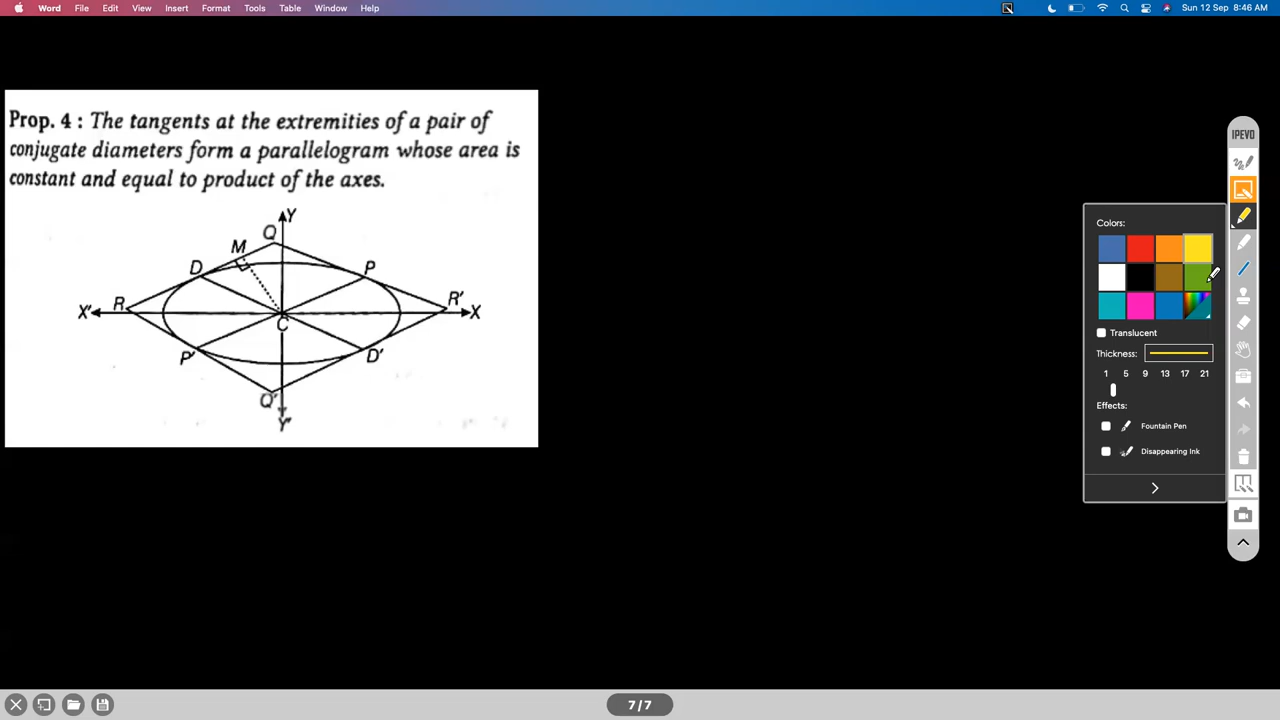 Word File Edit View Insert Format Tools Table Window Help Sun 12 Sep 8:46 AM
Prop. 4 : The tangents at the extremities of a pair of
conjugate diameters form a parallelogram whose area is
constant and equal to product of the axes.
Y
Q
M
D
P
R
R'
X'
X
C
P'
D'
Q'
Y'
IPEVO
Colors:
Translucent
Thickness:
1 5 9 13 17 21
Effects:
Fountain Pen
Disappearing Ink
7/7